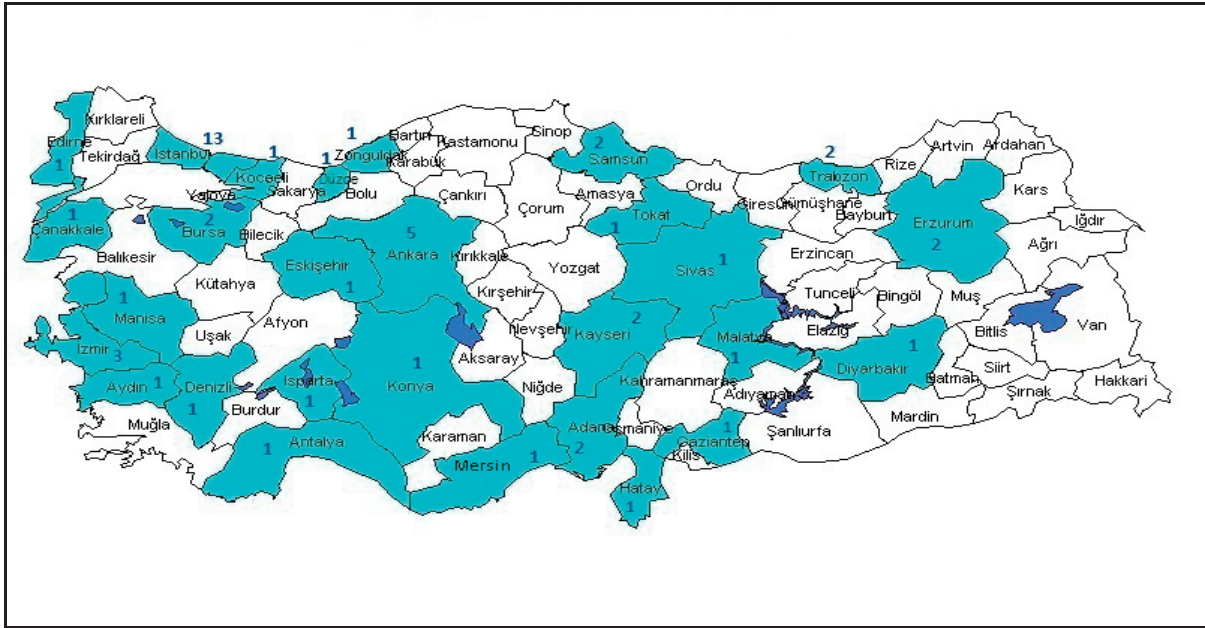 Kırklareli
Edirne
1
Tekirdağ
13
İstanbul
1
Kocaeli
Yalova
Sakarya
1
Düzce
1
Zonguldak
Bartın
Karabük
Kastamonu
Sinop
2
Samsun
Bolu
Çankırı
Çorum
Amasya
Ordu
Tokat
1
Giresun
Gümüşhane
2
Trabzon
Bayburt
Rize
Artvin
Ardahan
Kars
Iğdır
Erzurum
2
Ağrı
1
Çanakkale
2
Bursa
Bilecik
Balıkesir
Kütahya
Eskişehir
1
5
Ankara
Kırıkkale
Kırşehir
Yozgat
1
Sivas
Erzincan
Tunceli
Bingöl
Muş
Elazığ
Bitlis
Van
1
Manisa
İzmir
3
Uşak
Afyon
Aydın
1
Denizli
1
Isparta
1
Burdur
Muğla
1
Antalya
1
Konya
Aksaray
Nevşehir
Niğde
2
Kayseri
Malatya
1
Kahramanmaraş
Adıyaman
1
Diyarbakır
Batman
Siirt
Şırnak
Hakkari
Mardin
Şanlıurfa
Karaman
Mersin
1
Adana
2
Osmaniye
1
Gaziantep
Kilis
Hatay
1